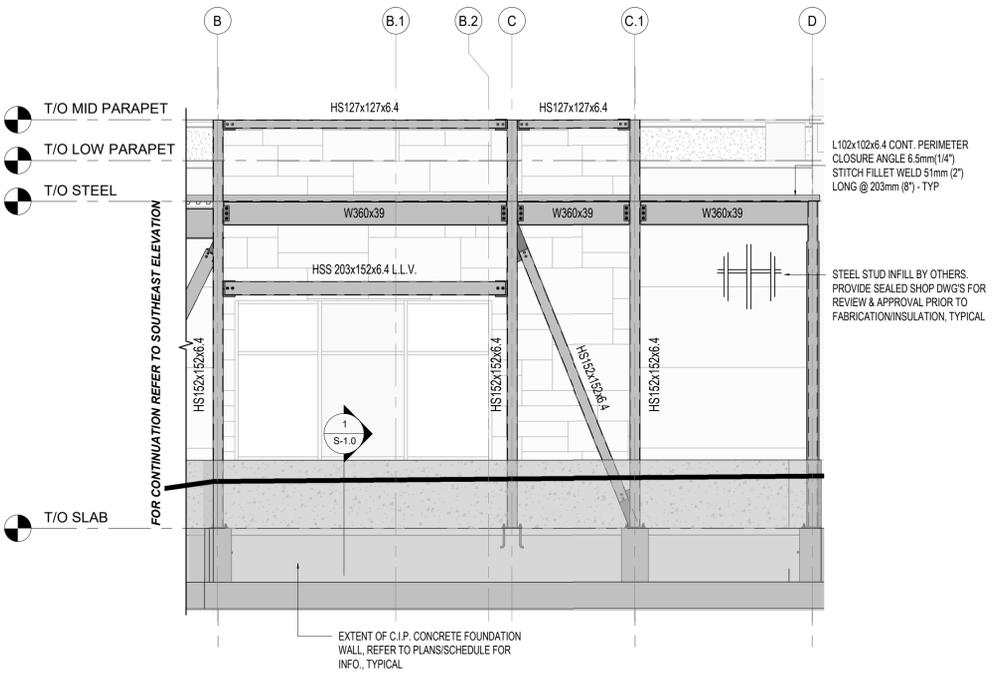 B
B.1
B.2
C
C.1
D
T/O MID PARAPET
HS127x127x6.4
HS127x127x6.4
T/O LOW PARAPET
L102x102x6.4 CONT. PERIMETER
CLOSURE ANGLE 6.5mm(1/4")
STITCH FILLET WELD 51mm (2")
LONG @ 203mm (8") - TYP
T/O STEEL
W360x39
W360x39
W360x39
FOR CONTINUATION REFER TO SOUTHEAST ELEVATION
HSS 203x152x6.4 L.L.V.
STEEL STUD INFILL BY OTHERS.
PROVIDE SEALED SHOP DWG'S FOR
REVIEW & APPROVAL PRIOR TO
FABRICATION/INSULATION, TYPICAL
HS152x152x6.4
HS152x152x6.4
HS152x152x6.4
HS152x152x6.4
1
S-1.0
T/O SLAB
EXTENT OF C.I.P. CONCRETE FOUNDATION
WALL, REFER TO PLANS/SCHEDULE FOR
INFO., TYPICAL